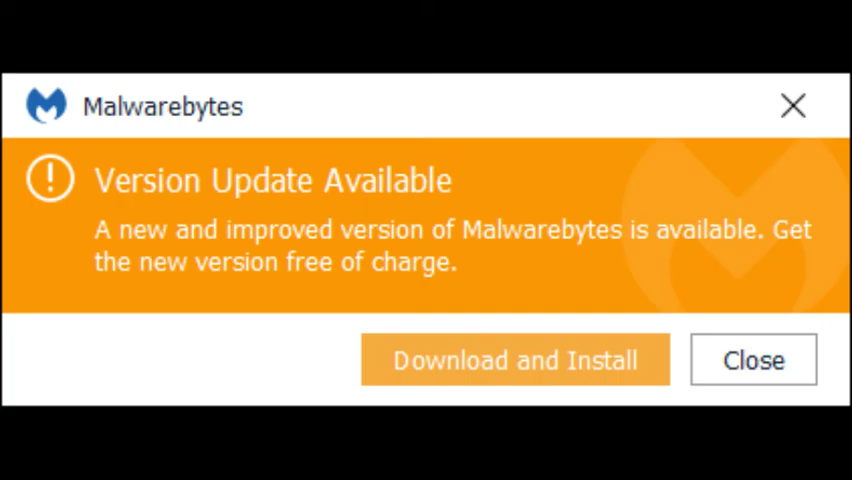 Malwarebytes
Version Update Available
A new and improved version of Malwarebytes is available. Get
the new version free of charge.
Download and Install
Close